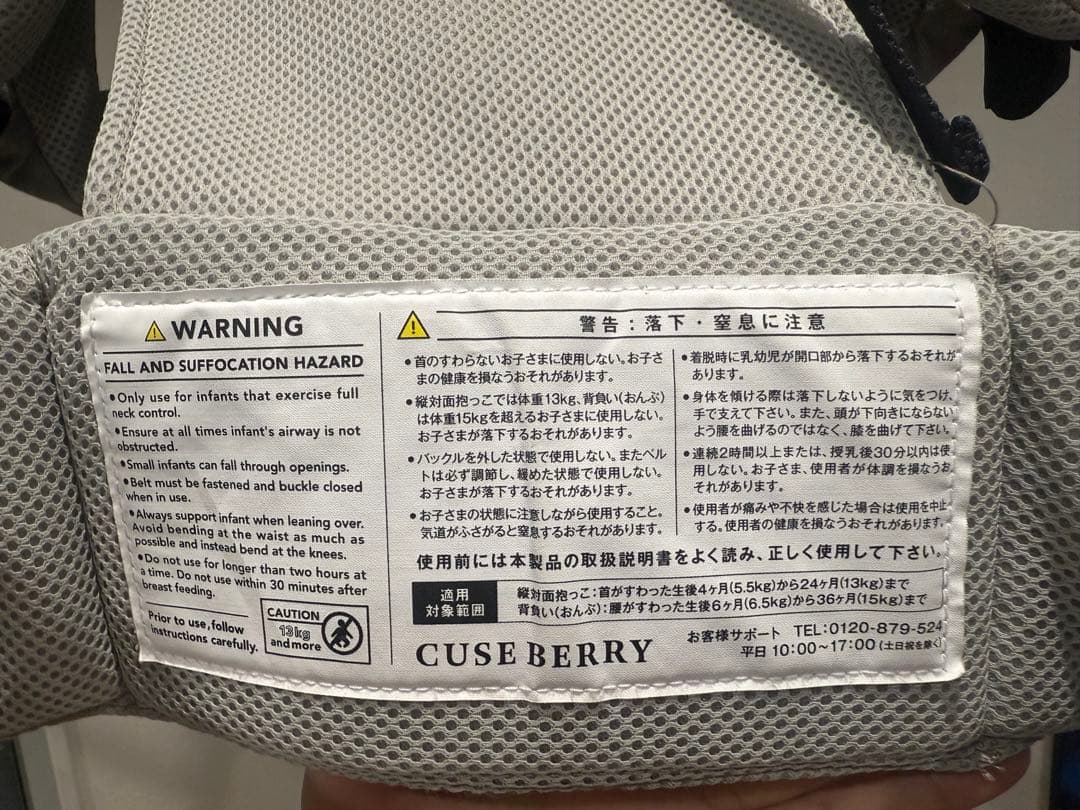 WARNING
FALL AND SUFFOCATION HAZARD
•Only use for infants that exercise full
neck control.
•Ensure at all times infant's airway is not
obstructed.
•Small infants can fall through openings.
•Belt must be fastened and buckle closed
when in use.
•Always support infant when leaning over.
Avoid bending at the waist as much as
possible and instead bend at the knees.
•Do not use for longer than two hours at
a time. Do not use within 30 minutes after
breast feeding.
Prior to use,follow
instructions carefully.
CAUTION
13kg
and more
警告：落下・窒息に注意
●首のすわらないお子さまに使用しない。お子さ
まの健康を損なうおそれがあります。
●縦対面抱っこでは体重13kg、背負い（おんぶ）
は体重15kgを超えるお子さまに使用しない。
お子さまが落下するおそれがあります。
●バックルを外した状態で使用しない。またベル
トは必ず調節し、緩めた状態で使用しない。
お子さまが落下するおそれがあります。
●お子さまの状態に注意しながら使用すること。
気道がふさがると窒息するおそれがあります。
●着脱時に乳幼児が開口部から落下するおそれが
あります。
●身体を傾ける際は落下しないように気をつけ、
手で支えて下さい。また、頭が下向きにならない
よう腰を曲げるのではなく、膝を曲げて下さい。
●連続2時間以上または、授乳後30分以内は使
用しない。お子さま、使用者が体調を損なうお
それがあります。
●使用者が痛みや不快を感じた場合は使用を中止
する。使用者の健康を損なうおそれがあります。
使用前には本製品の取扱説明書をよく読み、正しく使用して下さい。
適用
対象範囲
縦対面抱っこ：首がすわった生後4ヶ月（5.5kg）から24ヶ月（13kg）まで
背負い（おんぶ）：腰がすわった生後6ヶ月（6.5kg）から36ヶ月（15kg）まで
CUSE BERRY
お客様サポート TEL：0120-879-524
平日 10：00～17：00（土日祝を除く）